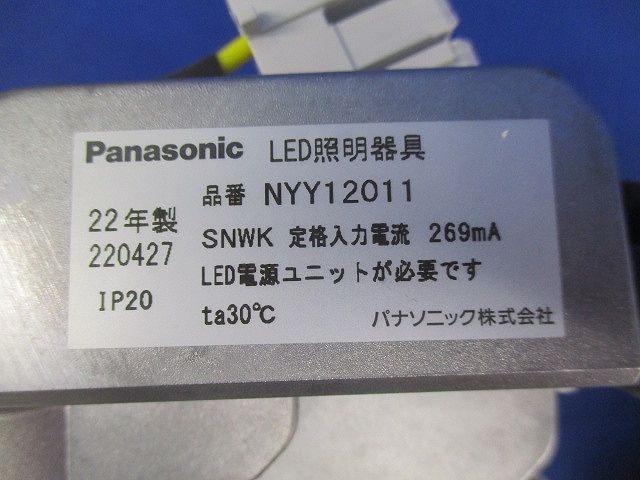 Panasonic LED照明器具
品番 NYY12011
22年製
220427
SNWK 定格入力電流 269mA
LED電源ユニットが必要です
IP20
ta30℃
パナソニック株式会社